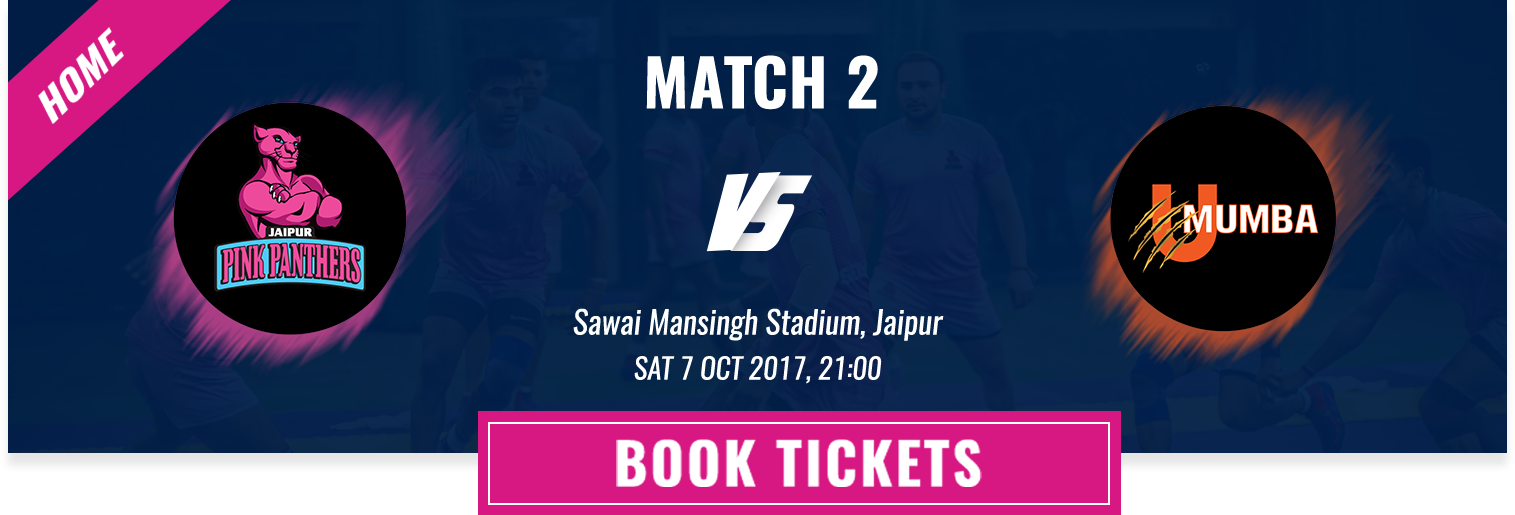 HOME
MATCH 2
JAIPUR
PINK PANTHERS
VS
U MUMBA
Sawai Mansingh Stadium, Jaipur
SAT 7 OCT 2017, 21:00
BOOK TICKETS